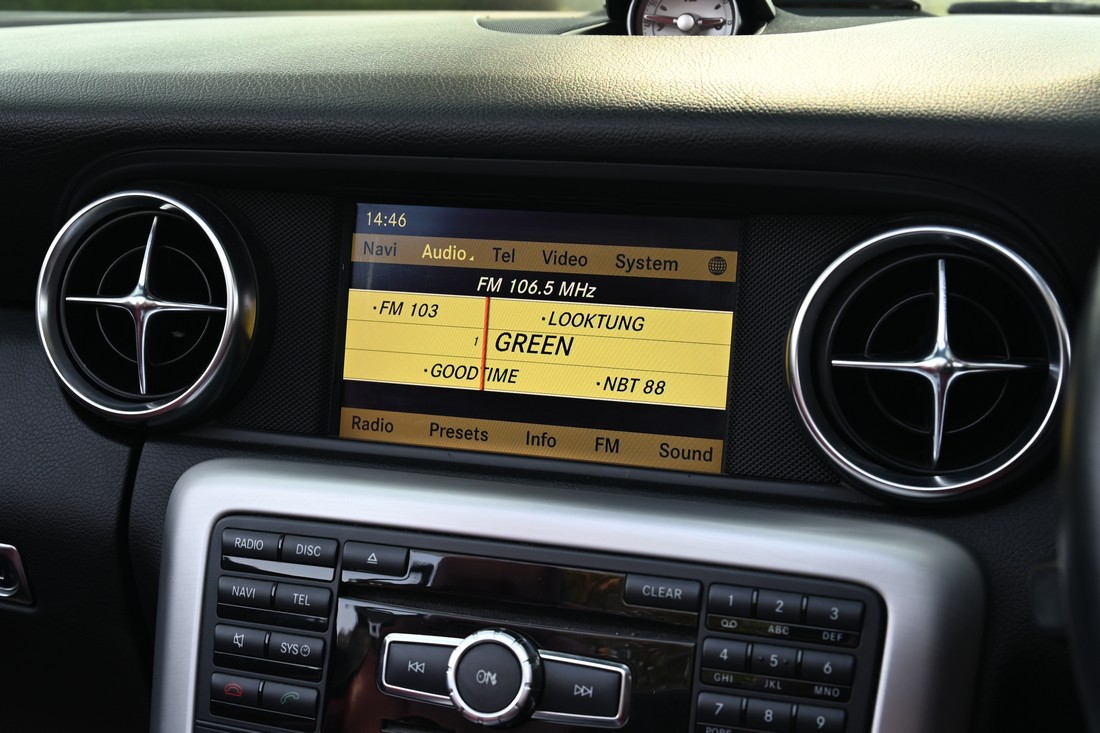 14:46
Navi Audio Tel Video System
FM 106.5 MHz
·FM 103 ·LOOKTUNG
1 GREEN
·GOODTIME ·NBT 88
Radio Presets Info FM Sound
RADIO DISC
CLEAR
NAVI TEL
SYS
ON
1 2 3
ABC DEF
4 5 6
GHI JKL MNO
7 8 9